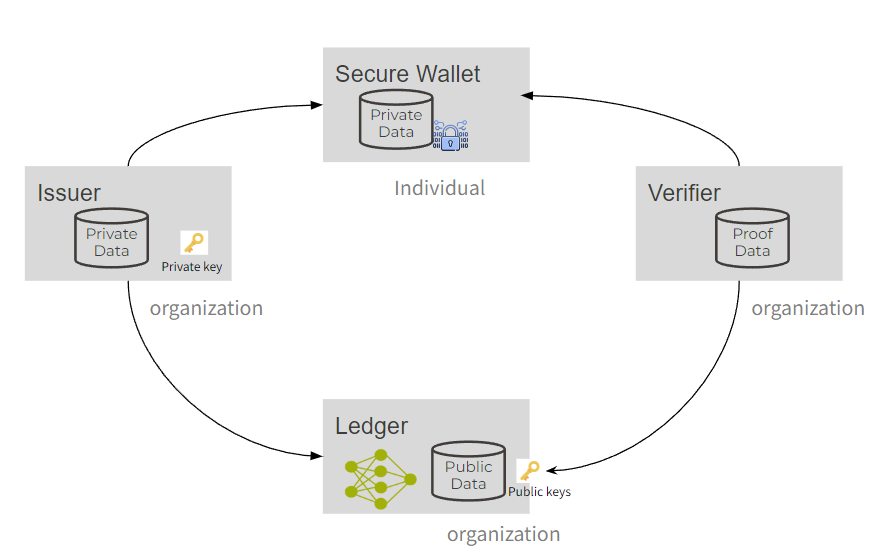 Secure Wallet
Private
Data
Individual
Issuer
Private
Data
Private key
organization
Verifier
Proof
Data
organization
Ledger
Public
Data
Public keys
organization